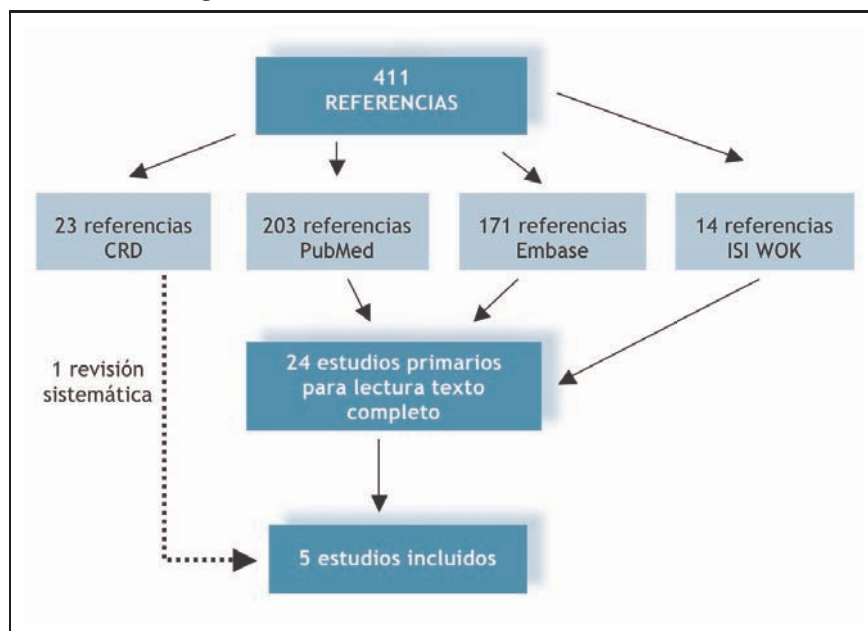 411
REFERENCIAS
23 referencias
CRD
203 referencias
PubMed
171 referencias
Embase
14 referencias
ISI WOK
1 revisión
sistemática
24 estudios primarios
para lectura texto
completo
5 estudios incluidos